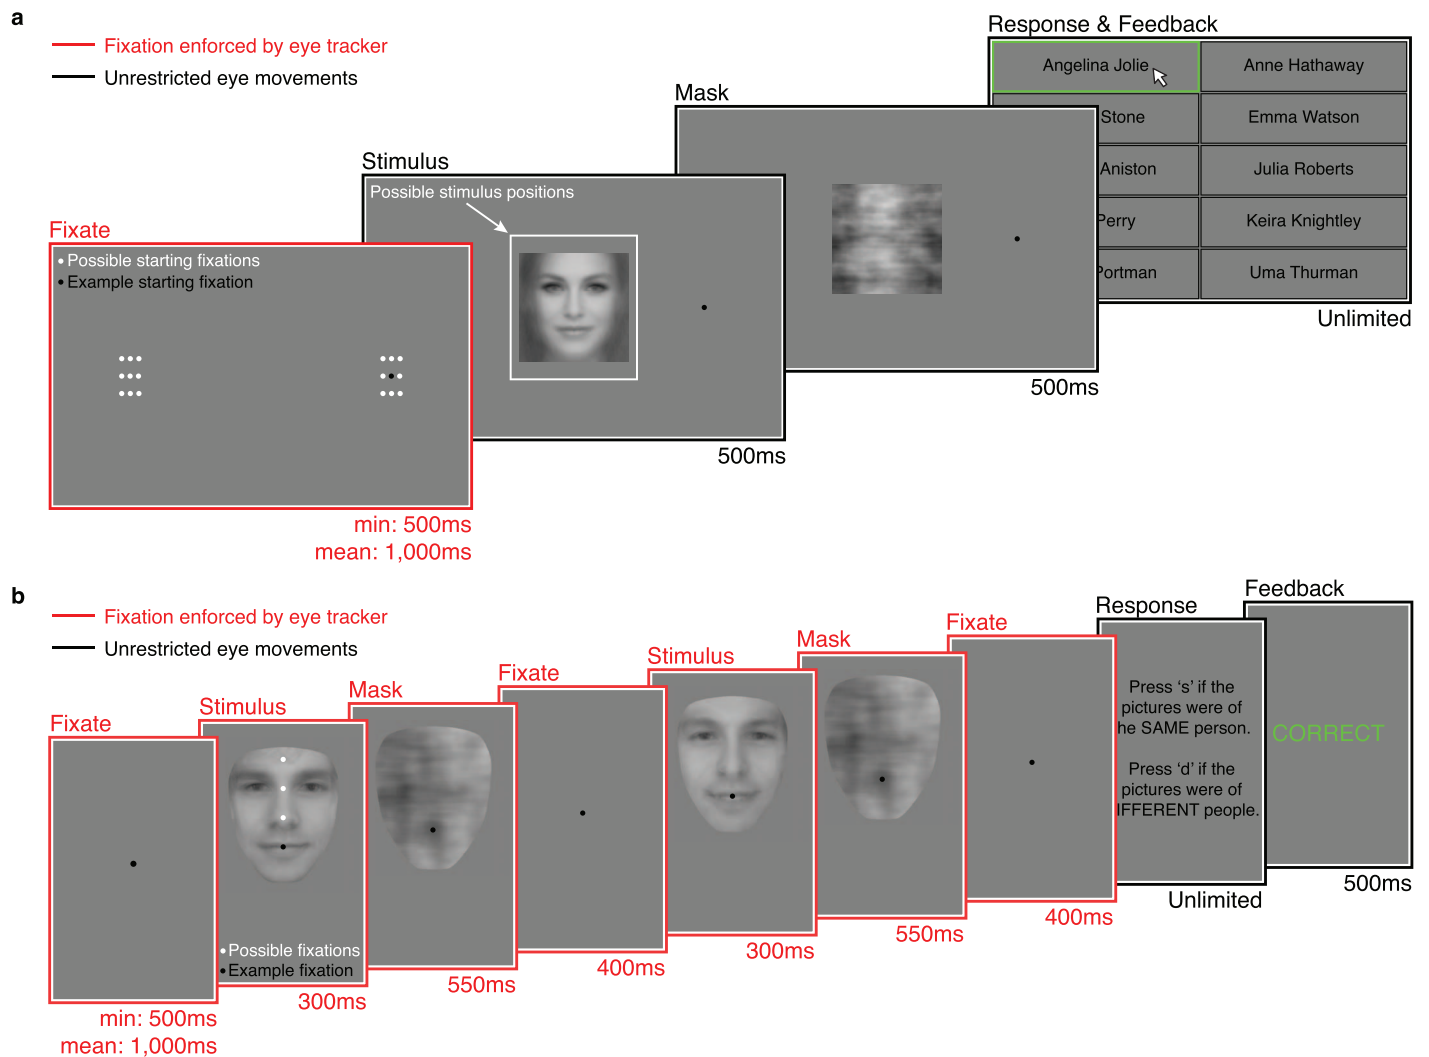 a
Fixation enforced by eye tracker
Unrestricted eye movements
Fixate
Possible starting fixations
Example starting fixation
min: 500ms
mean: 1,000ms
Stimulus
Possible stimulus positions
500ms
Mask
500ms
Response & Feedback
Angelina Jolie
Anne Hathaway
Stone
Emma Watson
Aniston
Julia Roberts
Perry
Keira Knightley
Portman
Uma Thurman
Unlimited
b
Fixation enforced by eye tracker
Unrestricted eye movements
Fixate
min: 500ms
mean: 1,000ms
Stimulus
Possible fixations
Example fixation
300ms
Mask
550ms
Fixate
400ms
Stimulus
300ms
Mask
550ms
Fixate
400ms
Response
Press ‘s’ if the
pictures were of
he SAME person.
Press ‘d’ if the
pictures were of
IFFERENT people.
Unlimited
Feedback
CORRECT
500ms